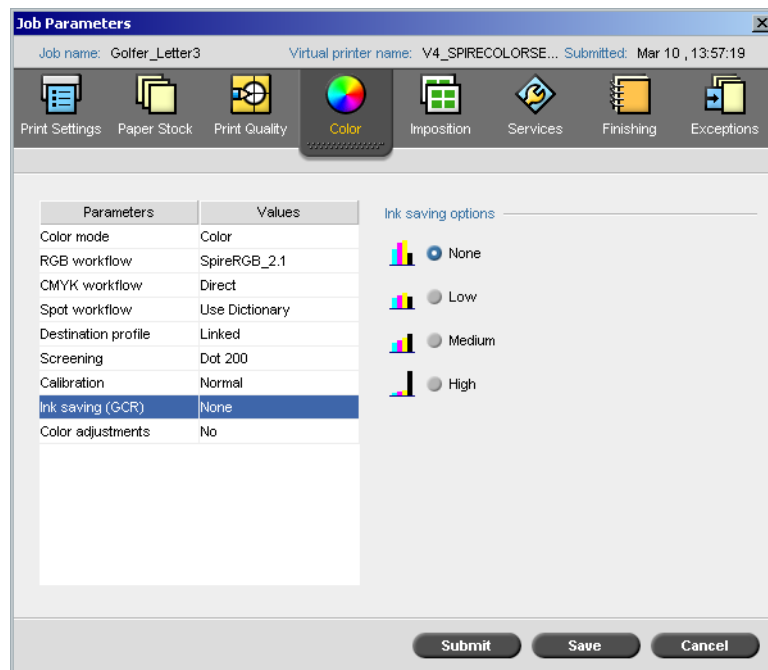 Job Parameters
Job name: Golfer_Letter3 Virtual printer name: V4_SPIRECOLORSE... Submitted: Mar 10 , 13:57:19
Print Settings Paper Stock Print Quality Color Imposition Services Finishing Exceptions
Parameters Values Ink saving options
Color mode Color
RGB workflow SpireRGB_2.1 None
CMYK workflow Direct
Spot workflow Use Dictionary Low
Destination profile Linked Medium
Screening Dot 200
Calibration Normal High
Ink saving (GCR) None
Color adjustments No
Submit Save Cancel